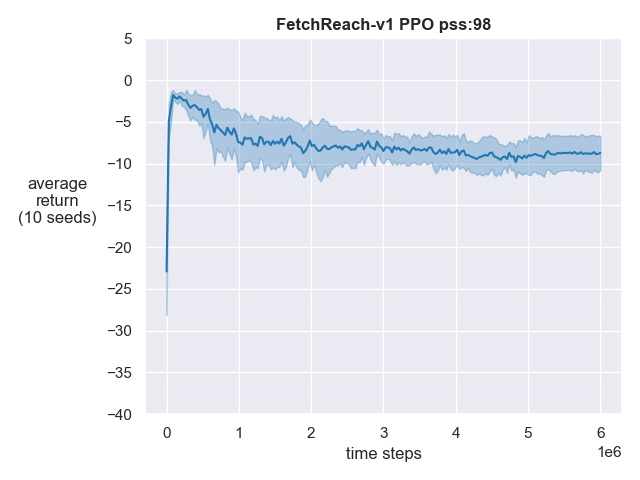 FetchReach-v1 PPO pss:98
5
0
−5
−10
−15
−20
−25
−30
−35
−40
average
return
(10 seeds)
0 1 2 3 4 5 6
1e6
time steps